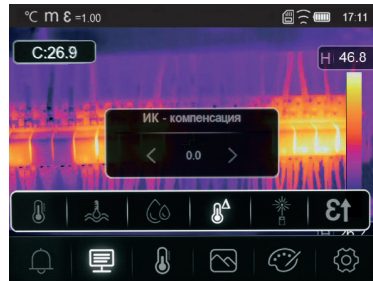 °C m ε =1.00 17:11
C:26.9
H 46.8
ИК - компенсация
< 0.0 >
Δ
ε↑